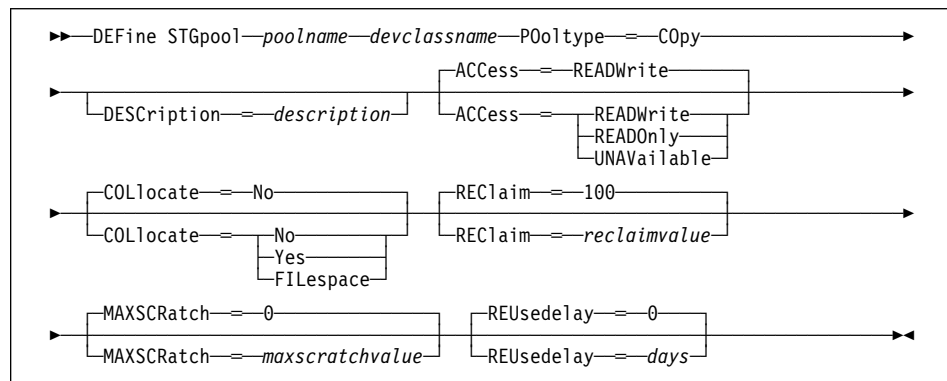 DEFine STGpool poolname devclassname POoltype = COpy
ACCess = READWrite
DESCription = description ACCess = READWrite
READOnly
UNAVailable
COLlocate = No REClaim = 100
COLlocate = No REClaim = reclaimvalue
Yes
FILespace
MAXSCRatch = 0 REUsedelay = 0
MAXSCRatch = maxscratchvalue REUsedelay = days